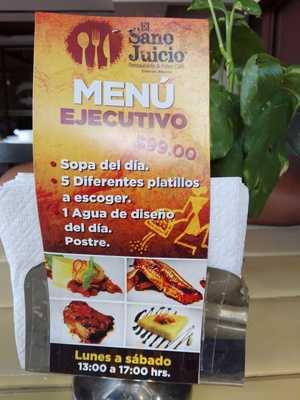 El
Sano
Juicio
MENÚ
EJECUTIVO
$99.00
• Sopa del día.
• 5 Diferentes platillos
a escoger.
• 1 Agua de diseño
del día.
Postre.
Lunes a sábado
13:00 a 17:00 hrs.